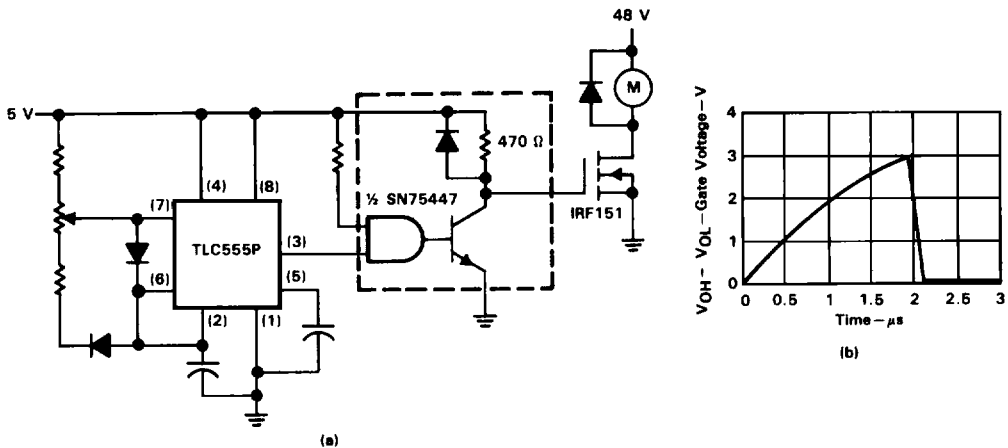 48 V
M
5 V
470 Ω
(4)
(8)
½ SN75447
IRF151
(7)
TLC555P
(3)
(6)
(5)
(2)
(1)
(a)
VOH – VOL – Gate Voltage – V
4
3
2
1
0
0 0.5 1 1.5 2 2.5 3
Time – μs
(b)